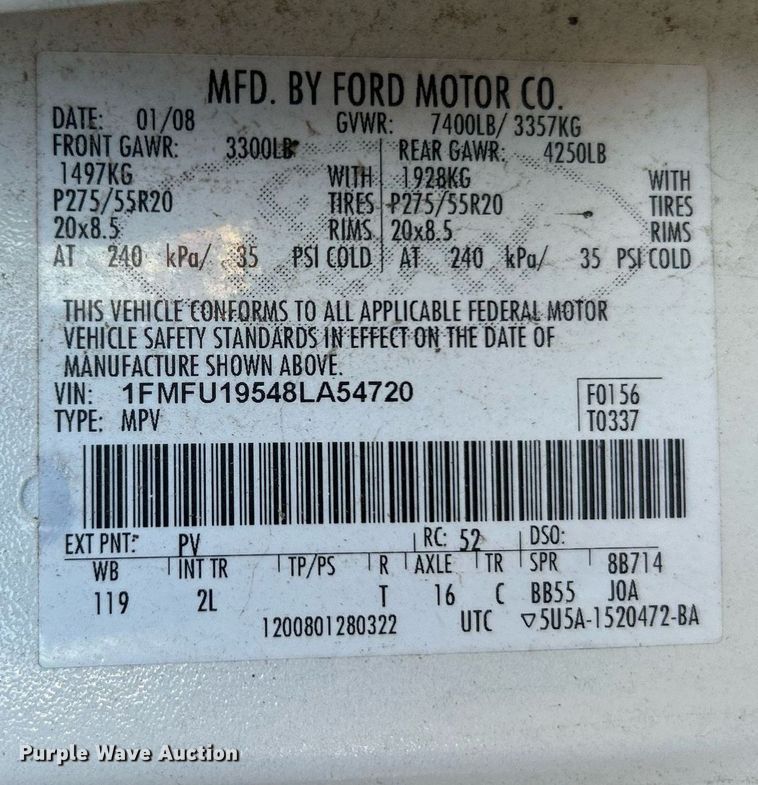 MFD. BY FORD MOTOR CO.
DATE: 01/08 GVWR: 7400LB/ 3357KG
FRONT GAWR: 3300LB REAR GAWR: 4250LB
1497KG WITH 1928KG WITH
P275/55R20 TIRES P275/55R20 TIRES
20x8.5 RIMS 20x8.5 RIMS
AT 240 kPa/ 35 PSI COLD AT 240 kPa/ 35 PSI COLD
THIS VEHICLE CONFORMS TO ALL APPLICABLE FEDERAL MOTOR
VEHICLE SAFETY STANDARDS IN EFFECT ON THE DATE OF
MANUFACTURE SHOWN ABOVE.
VIN: 1FMFU19548LA54720 F0156
TYPE: MPV T0337
EXT PNT: PV RC: 52 DSO:
WB INT TR TP/PS R AXLE TR SPR 8B714
119 2L T 16 C BB55 JOA
1200801280322 UTC ▽5U5A-1520472-BA
Purple Wave Auction